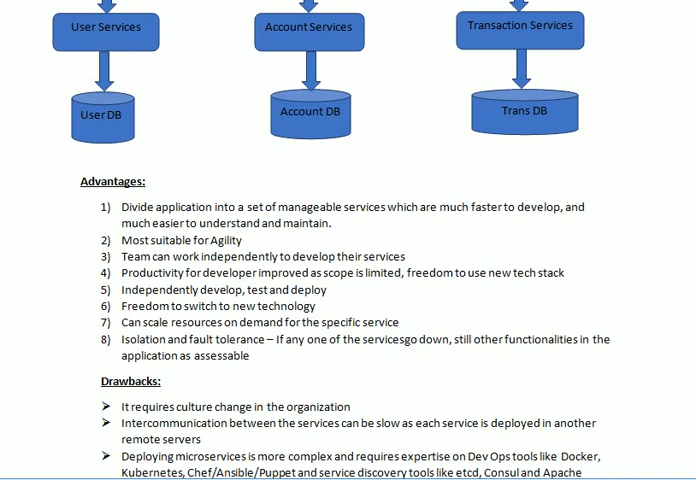 User Services Account Services Transaction Services
User DB Account DB Trans DB
Advantages:
1) Divide application into a set of manageable services which are much faster to develop, and
much easier to understand and maintain.
2) Most suitable for Agility
3) Team can work independently to develop their services
4) Productivity for developer improved as scope is limited, freedom to use new tech stack
5) Independently develop, test and deploy
6) Freedom to switch to new technology
7) Can scale resources on demand for the specific service
8) Isolation and fault tolerance – If any one of the servicesgo down, still other functionalities in the
application as assessable
Drawbacks:
➢ It requires culture change in the organization
➢ Intercommunication between the services can be slow as each service is deployed in another
remote servers
➢ Deploying microservices is more complex and requires expertise on Dev Ops tools like Docker,
Kubernetes, Chef/Ansible/Puppet and service discovery tools like etcd, Consul and Apache